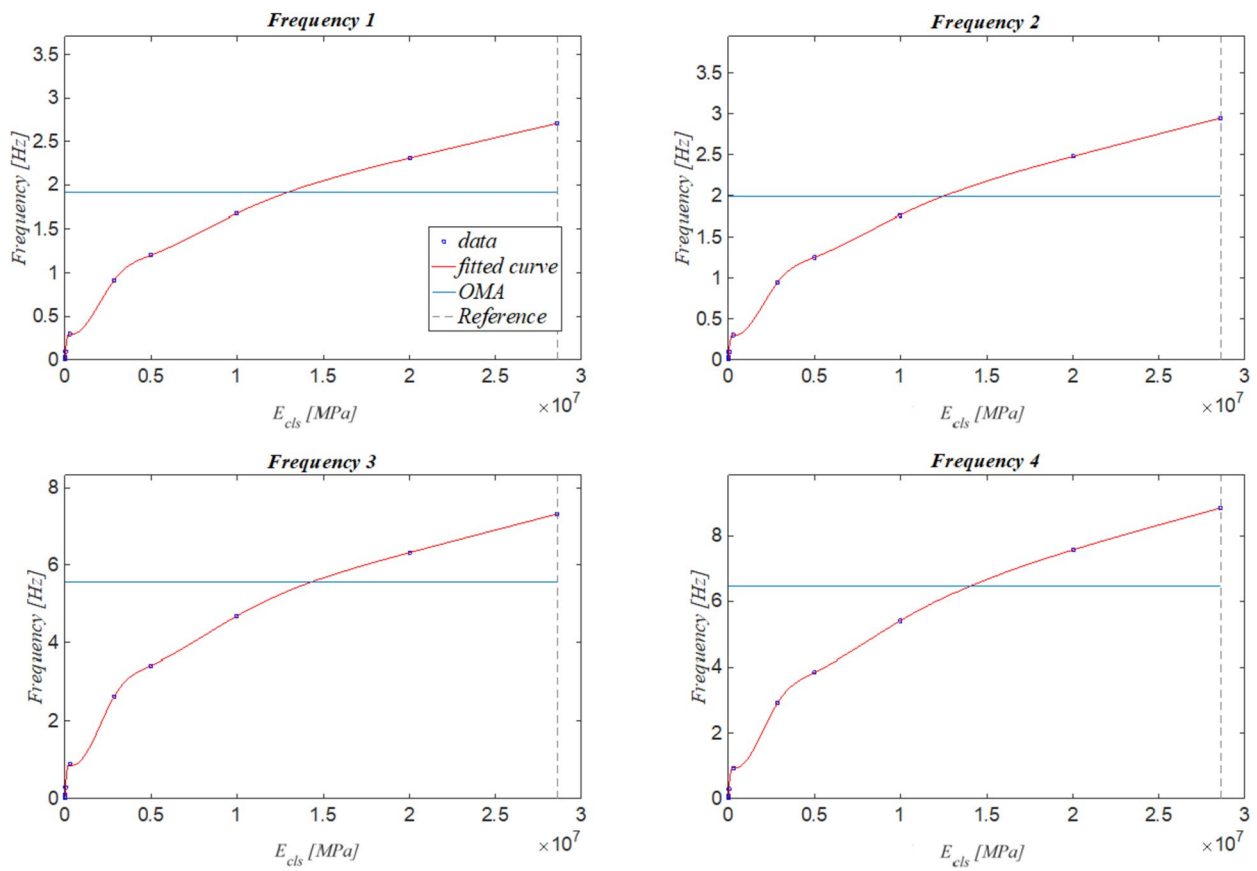 Frequency 1
3.5
3
2.5
2
1.5
1
0.5
0
Frequency [Hz]
data
fitted curve
OMA
Reference
0 0.5 1 1.5 2 2.5 3
E_cls [MPa]
×10^7
Frequency 2
3.5
3
2.5
2
1.5
1
0.5
0
Frequency [Hz]
0 0.5 1 1.5 2 2.5 3
E_cls [MPa]
×10^7
Frequency 3
8
6
4
2
0
Frequency [Hz]
0 0.5 1 1.5 2 2.5 3
E_cls [MPa]
×10^7
Frequency 4
8
6
4
2
0
Frequency [Hz]
0 0.5 1 1.5 2 2.5 3
E_cls [MPa]
×10^7